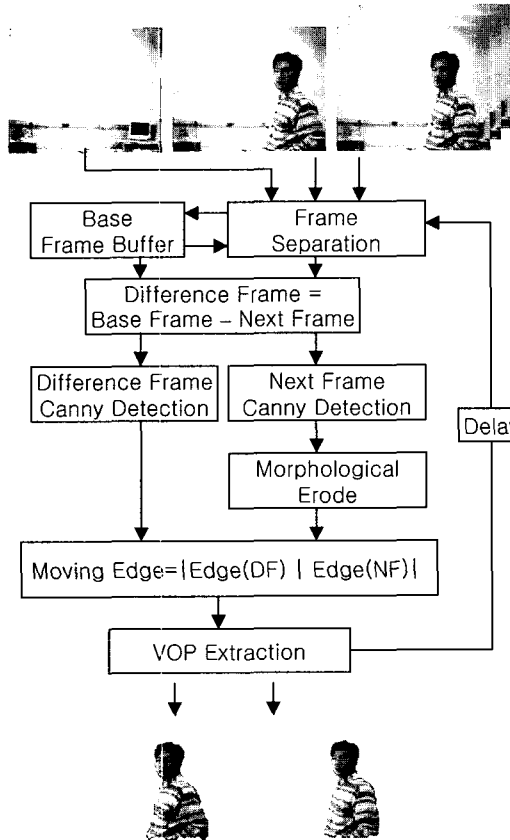 Base
Frame Buffer
Frame
Separation
Difference Frame =
Base Frame – Next Frame
Difference Frame
Canny Detection
Next Frame
Canny Detection
Delay
Morphological
Erode
Moving Edge=|Edge(DF) | Edge(NF)|
VOP Extraction